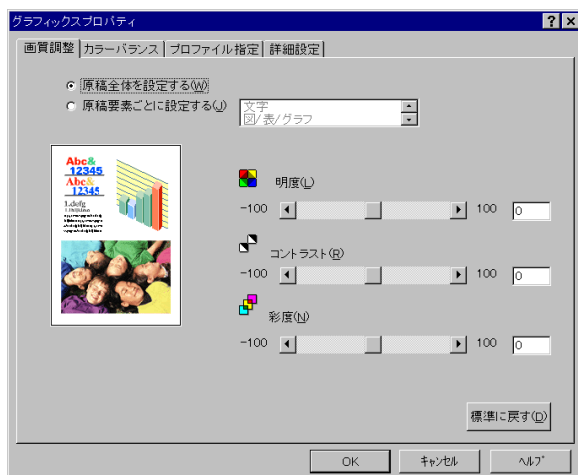 グラフィックスプロパティ
画質調整 カラーバランス プロファイル指定 詳細設定
原稿全体を設定する(W)
原稿要素ごとに設定する(J)
文字
図/表/グラフ
Abc&
12345
Abc&
12345
1.defg
明度(L)
-100 100 0
コントラスト(R)
-100 100 0
彩度(N)
-100 100 0
標準に戻す(D)
OK ｷｬﾝｾﾙ ﾍﾙﾌﾟ